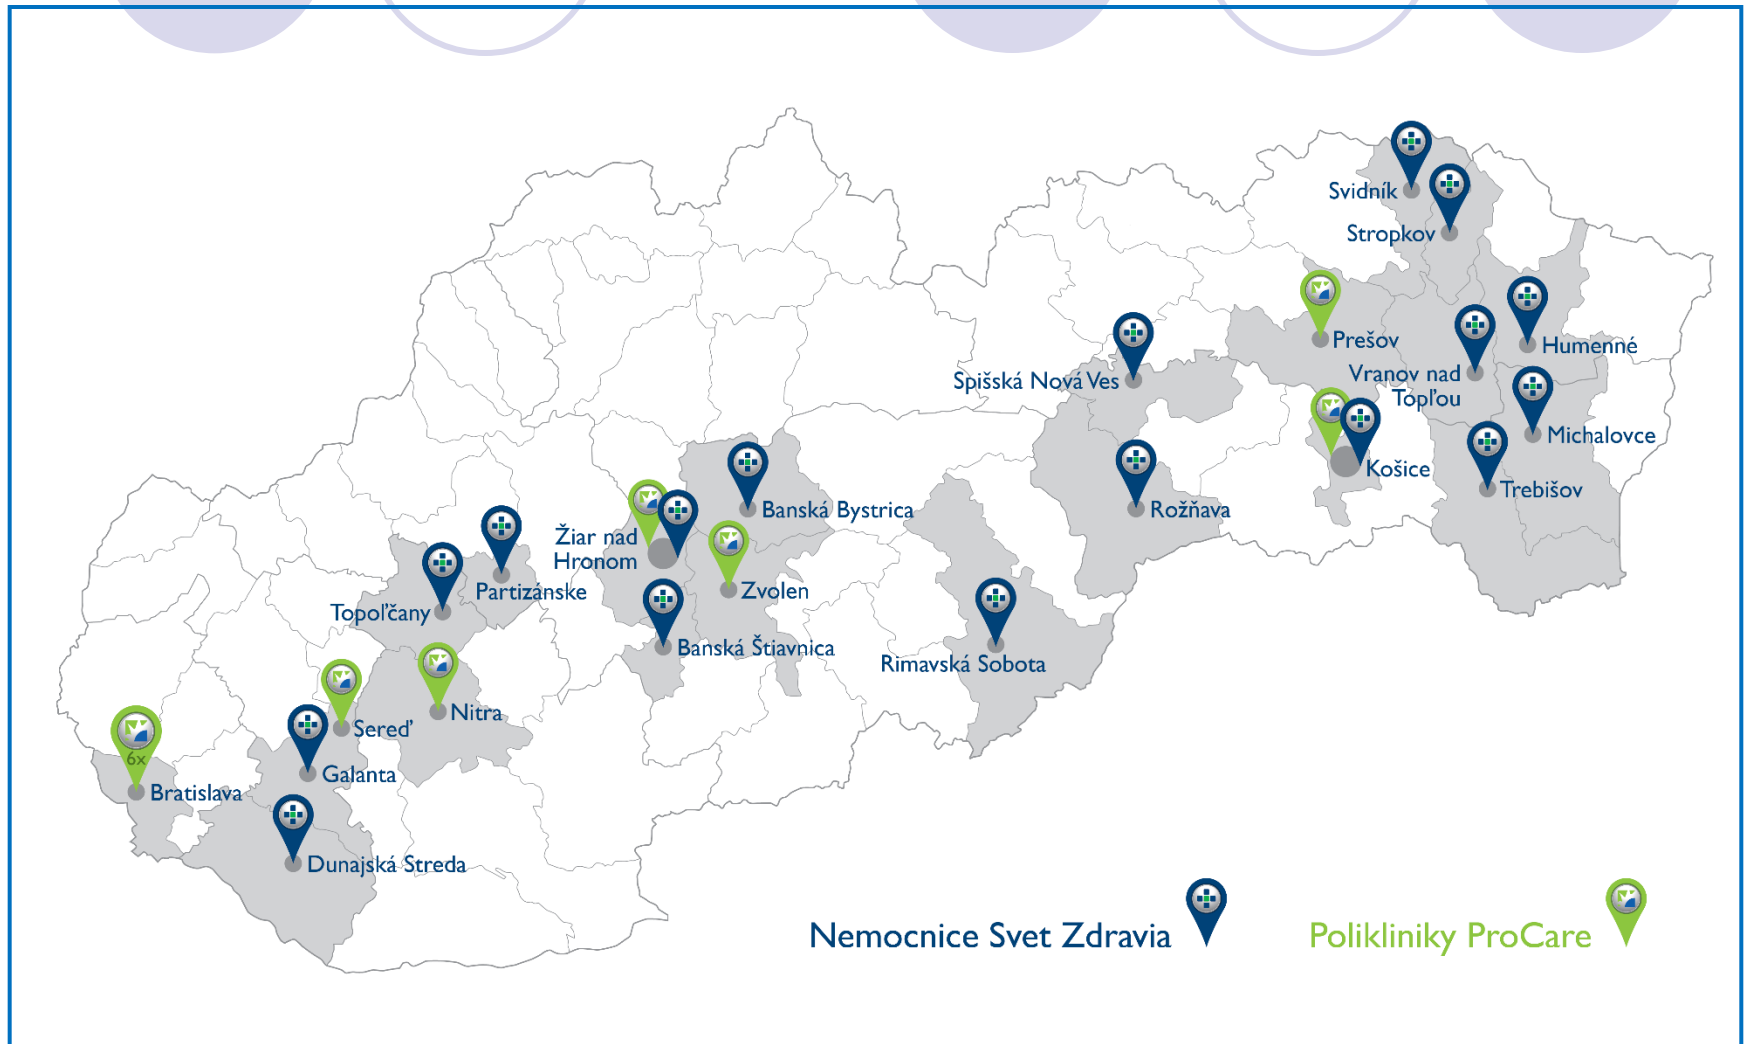 Svidník
Stropkov
Prešov
Humenné
Vranov nad
Topľou
Spišská Nová Ves
Michalovce
Košice
Trebišov
Rožňava
Banská Bystrica
Žiar nad
Hronom
Zvolen
Partizánske
Topoľčany
Banská Štiavnica
Rimavská Sobota
Nitra
Sereď
6x
Galanta
Bratislava
Dunajská Streda
Nemocnice Svet Zdravia
Polikliniky ProCare